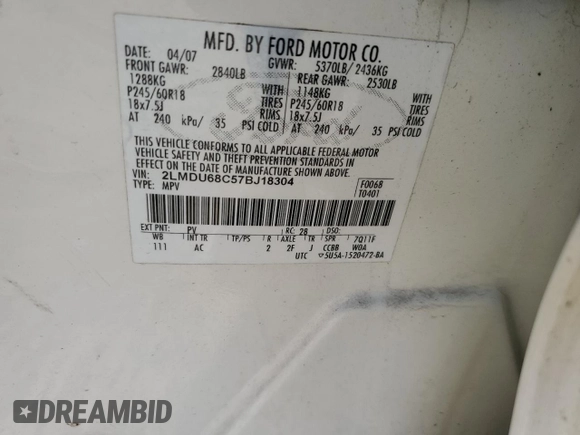 MFD. BY FORD MOTOR CO.
DATE: 04/07 GVWR: 5370LB/ 2436KG
FRONT GAWR: 2840LB REAR GAWR: 2530LB
1288KG WITH 1148KG WITH
P245/60R18 TIRES P245/60R18 TIRES
18x7.5J RIMS 18x7.5J RIMS
AT 240 kPa/ 35 PSI COLD AT 240 kPa/ 35 PSI COLD
THIS VEHICLE CONFORMS TO ALL APPLICABLE FEDERAL MOTOR
VEHICLE SAFETY AND THEFT PREVENTION STANDARDS IN
EFFECT ON THE DATE OF MANUFACTURE SHOWN ABOVE.
VIN: 2LMDU68C57BJ18304 F0068
TYPE: MPV T0401
EXT PNT: PV RC: 28 DSO:
WB INT TR TP/PS R AXLE TR SPR 7Q11F
111 AC 2 2F J CCBB WOA
UTC 5U5A-1520472-BA
DREAMBID